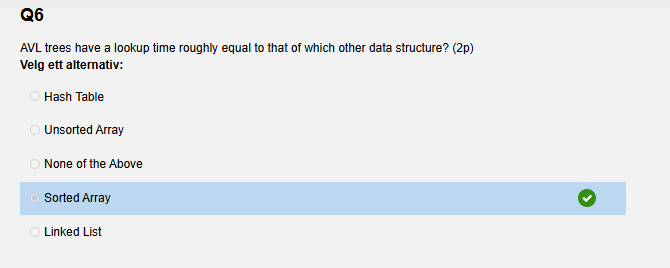 Q6
AVL trees have a lookup time roughly equal to that of which other data structure? (2p)
Velg ett alternativ:
Hash Table
Unsorted Array
None of the Above
Sorted Array
Linked List